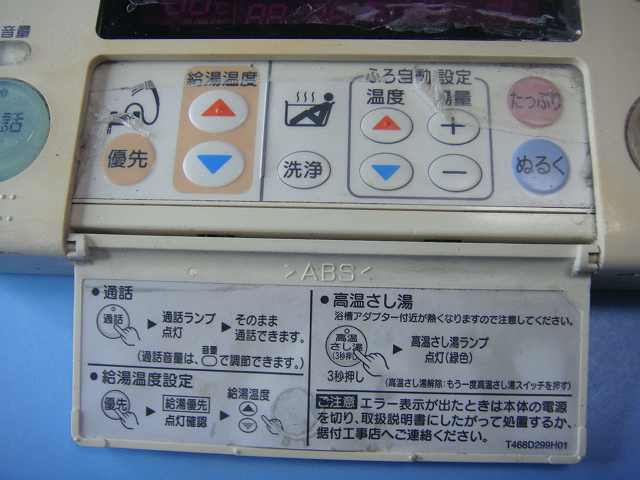 音量
話
給湯温度
優先
洗浄
ふろ自動 設定
温度
量
+
−
たっぷり
ぬるく
>ABS<
•通話
通話
▶通話ランプ
点灯
▶そのまま
通話できます。
(通話音量は、音量で調節できます。)
•給湯温度設定
優先
▶給湯優先
点灯確認
▶給湯温度
•高温さし湯
浴槽アダプター付近が熱くなりますので注意してください。
高温
さし湯
(3秒押し)
3秒押し
▶高温さし湯ランプ
点灯(緑色)
(高温さし湯解除:もう一度高温さし湯スイッチを押す)
ご注意 エラー表示が出たときは本体の電源
を切り、取扱説明書にしたがって処置するか、
据付工事店へご連絡ください。
T468D299H01